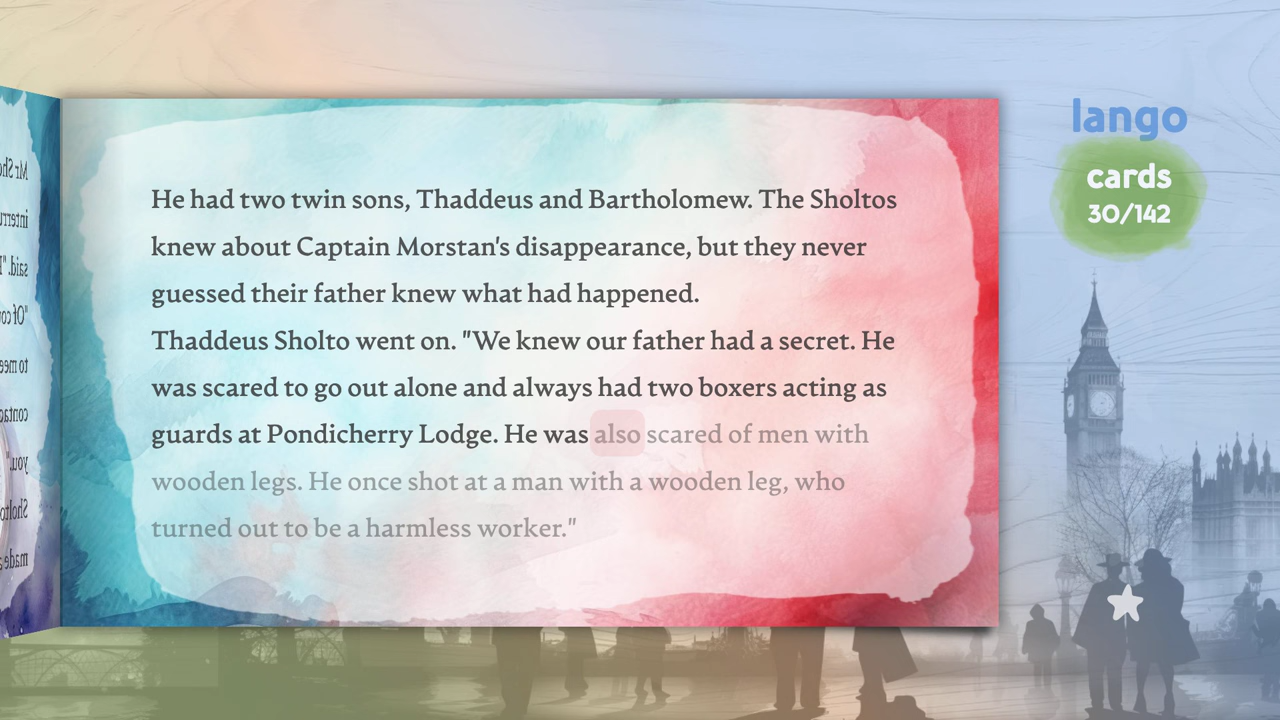 He had two twin sons, Thaddeus and Bartholomew. The Sholtos
knew about Captain Morstan's disappearance, but they never
guessed their father knew what had happened.
Thaddeus Sholto went on. "We knew our father had a secret. He
was scared to go out alone and always had two boxers acting as
guards at Pondicherry Lodge. He was also scared of men with
wooden legs. He once shot at a man with a wooden leg, who
turned out to be a harmless worker."
lango
cards
30/142